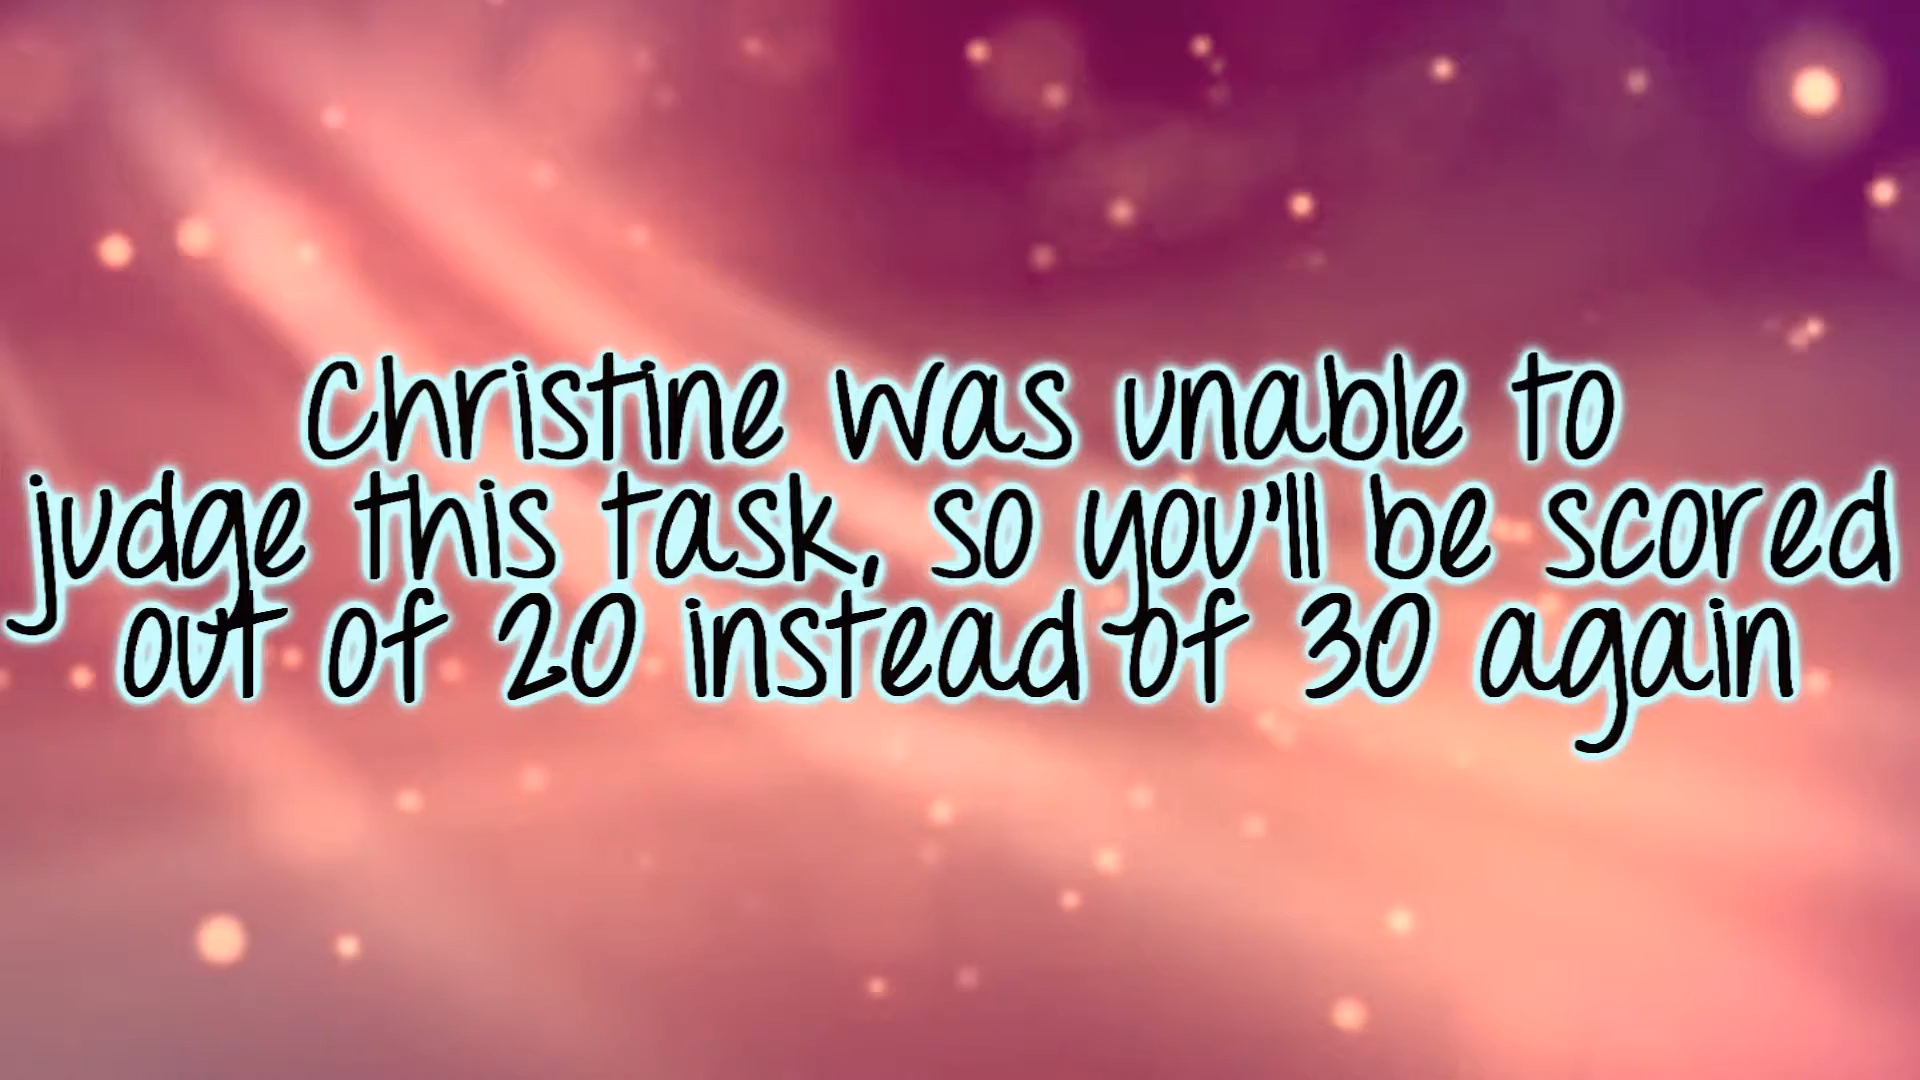 Christine was unable to
judge this task, so you'll be scored
out of 20 instead of 30 again